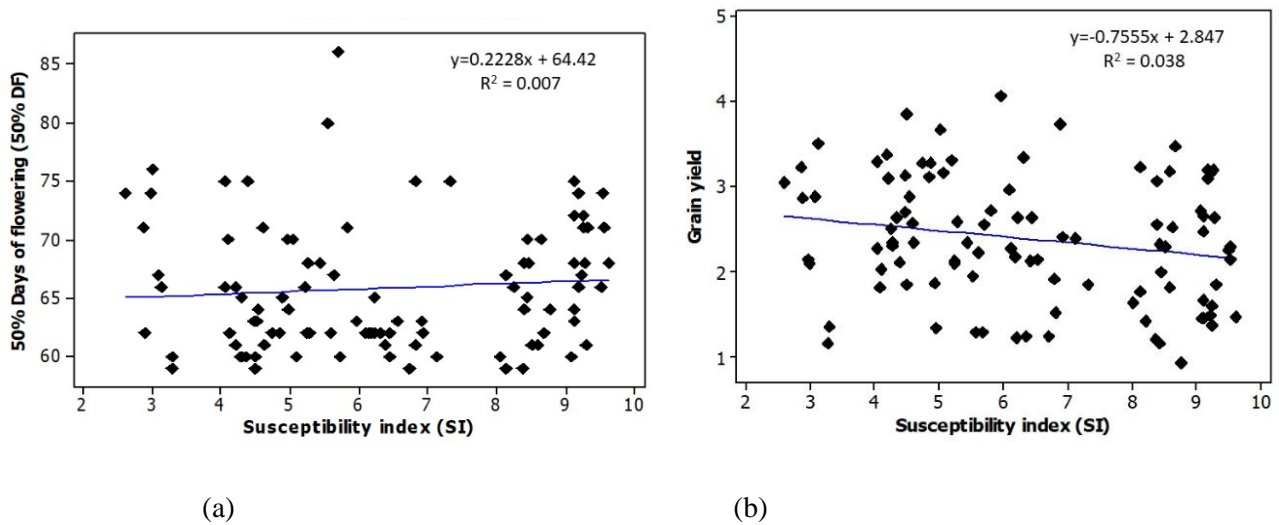 y=0.2228x + 64.42
R² = 0.007
50% Days of flowering (50% DF)
85
80
75
70
65
60
2 3 4 5 6 7 8 9 10
Susceptibility index (SI)
(a)
y=-0.7555x + 2.847
R² = 0.038
Grain yield
5
4
3
2
1
2 3 4 5 6 7 8 9 10
Susceptibility index (SI)
(b)